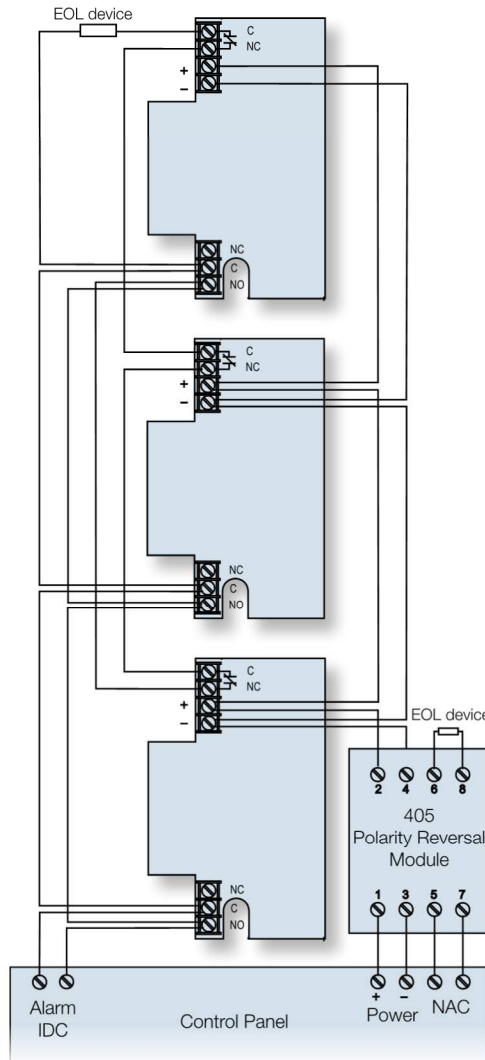 EOL device
C
NC
+
−
NC
C
NO
C
NC
+
−
NC
C
NO
C
NC
+
−
EOL device
2 4 6 8
405
Polarity Reversal
Module
NC
C
NO
1 3 5 7
+ −
Alarm
IDC
Control Panel
Power
NAC